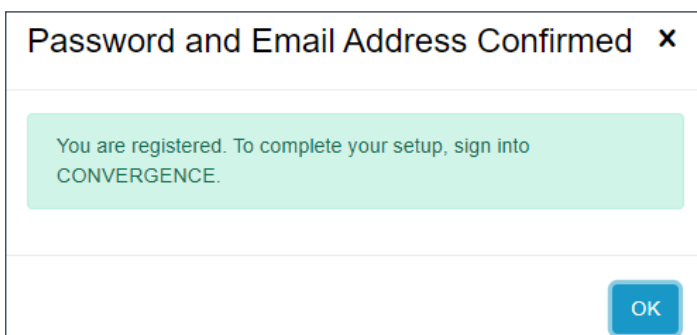 Password and Email Address Confirmed ×
You are registered. To complete your setup, sign into
CONVERGENCE.
OK